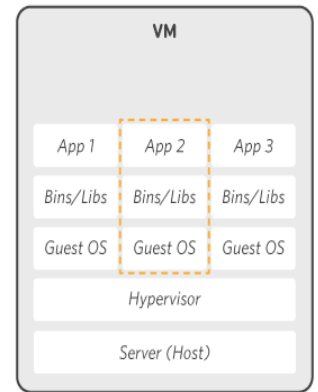 VM
App 1 App 2 App 3
Bins/Libs Bins/Libs Bins/Libs
Guest OS Guest OS Guest OS
Hypervisor
Server (Host)